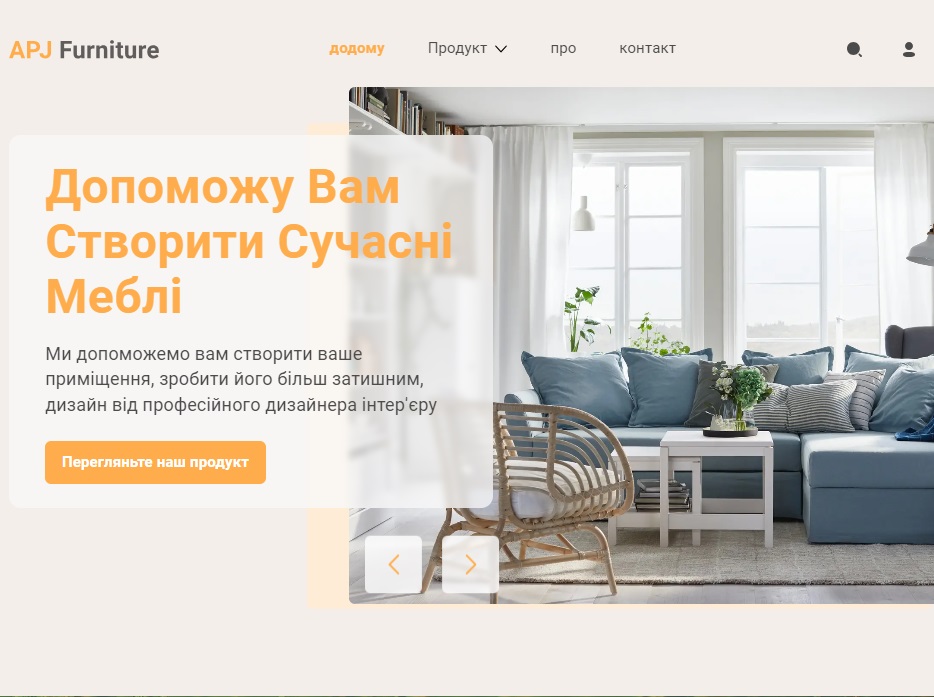 APJ Furniture
додому Продукт про контакт
Допоможу Вам
Створити Сучасні
Меблі
Ми допоможемо вам створити ваше
приміщення, зробити його більш затишним,
дизайн від професійного дизайнера інтер'єру
Перегляньте наш продукт